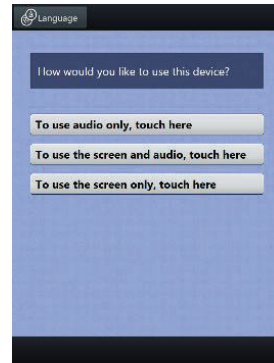 Language
How would you like to use this device?
To use audio only, touch here
To use the screen and audio, touch here
To use the screen only, touch here